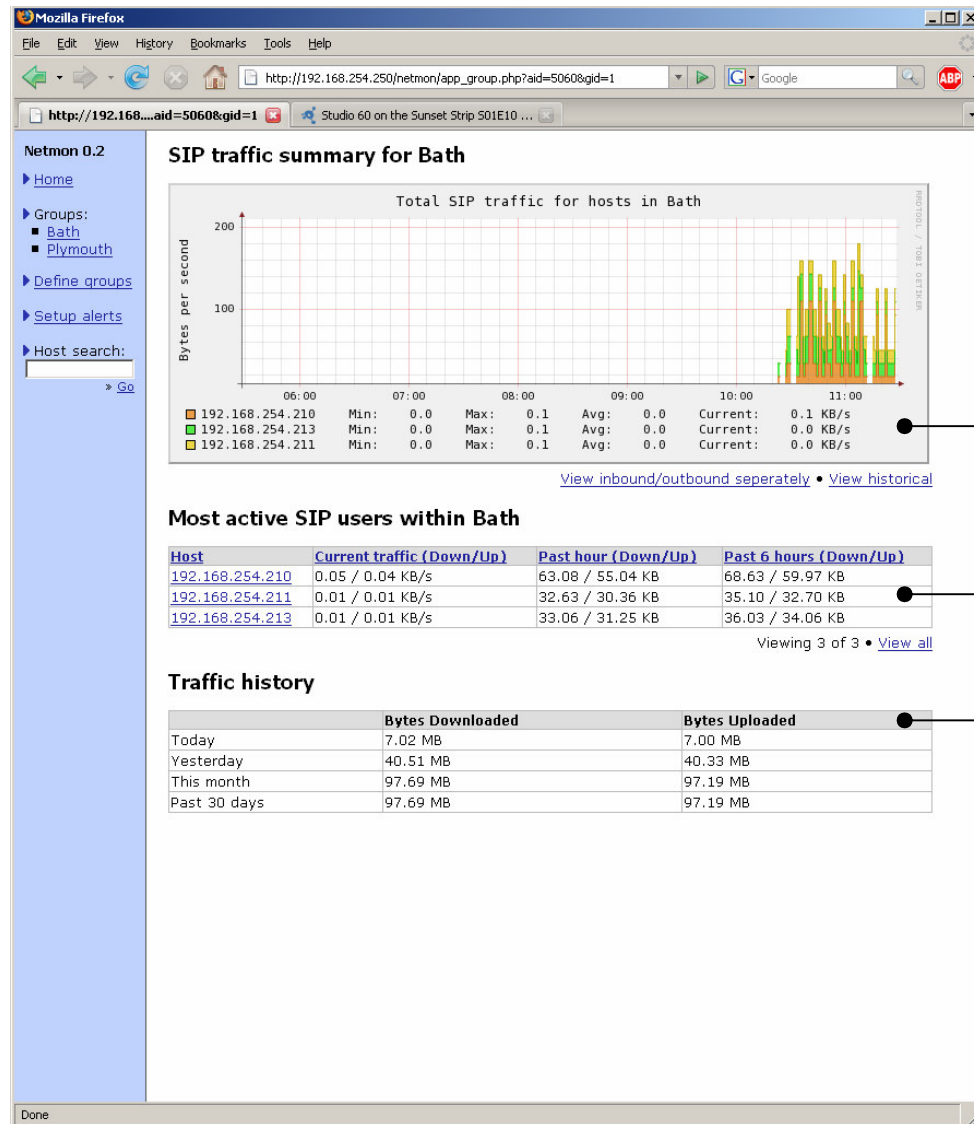 Mozilla Firefox
File Edit View History Bookmarks Tools Help
http://192.168.254.250/netmon/app_group.php?aid=5060&gid=1
G Google
ABP
http://192.168....aid=5060&gid=1
Studio 60 on the Sunset Strip S01E10 ...
Netmon 0.2
Home
Groups:
Bath
Plymouth
Define groups
Setup alerts
Host search:
» Go
SIP traffic summary for Bath
Total SIP traffic for hosts in Bath
RRDTOOL / TOBI OETIKER
Bytes per second
200
100
06:00 07:00 08:00 09:00 10:00 11:00
192.168.254.210 Min: 0.0 Max: 0.1 Avg: 0.0 Current: 0.1 KB/s
192.168.254.213 Min: 0.0 Max: 0.1 Avg: 0.0 Current: 0.0 KB/s
192.168.254.211 Min: 0.0 Max: 0.1 Avg: 0.0 Current: 0.0 KB/s
View inbound/outbound seperately • View historical
Most active SIP users within Bath
Host Current traffic (Down/Up) Past hour (Down/Up) Past 6 hours (Down/Up)
192.168.254.210 0.05 / 0.04 KB/s 63.08 / 55.04 KB 68.63 / 59.97 KB
192.168.254.211 0.01 / 0.01 KB/s 32.63 / 30.36 KB 35.10 / 32.70 KB
192.168.254.213 0.01 / 0.01 KB/s 33.06 / 31.25 KB 36.03 / 34.06 KB
Viewing 3 of 3 • View all
Traffic history
Bytes Downloaded Bytes Uploaded
Today 7.02 MB 7.00 MB
Yesterday 40.51 MB 40.33 MB
This month 97.69 MB 97.19 MB
Past 30 days 97.69 MB 97.19 MB
Done